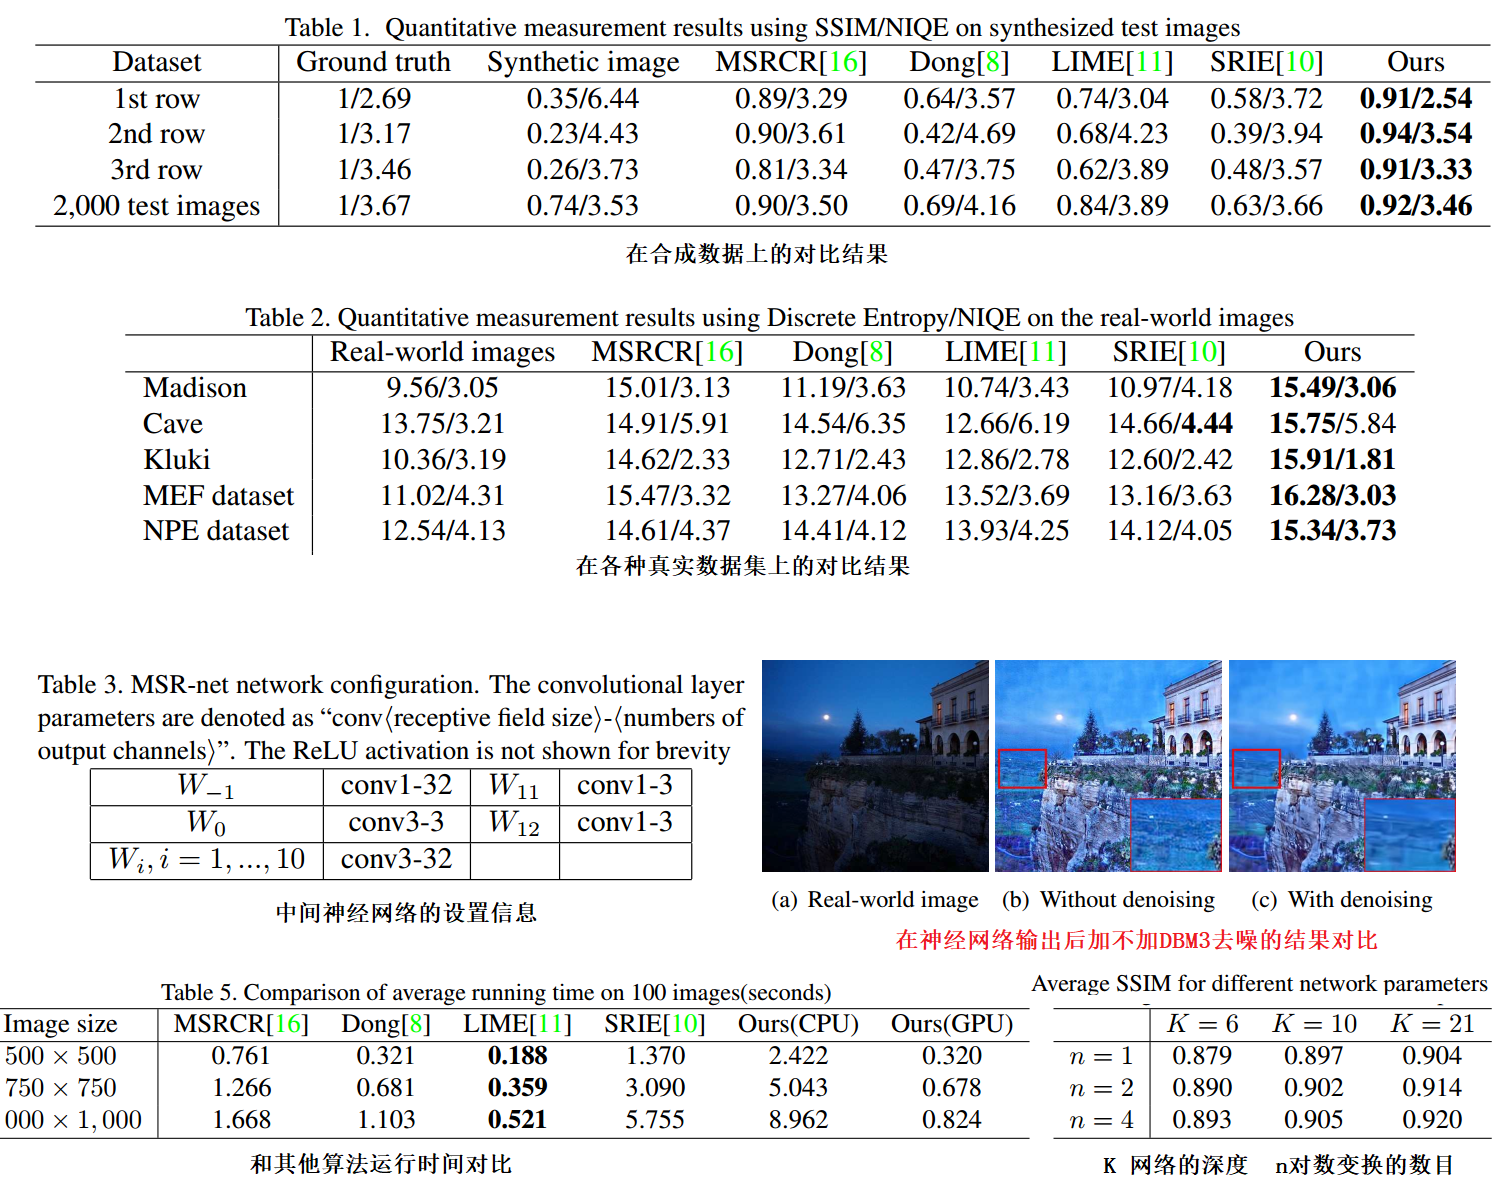 Table 1. Quantitative measurement results using SSIM/NIQE on synthesized test images
Dataset Ground truth Synthetic image MSRCR[16] Dong[8] LIME[11] SRIE[10] Ours
1st row 1/2.69 0.35/6.44 0.89/3.29 0.64/3.57 0.74/3.04 0.58/3.72 0.91/2.54
2nd row 1/3.17 0.23/4.43 0.90/3.61 0.42/4.69 0.68/4.23 0.39/3.94 0.94/3.54
3rd row 1/3.46 0.26/3.73 0.81/3.34 0.47/3.75 0.62/3.89 0.48/3.57 0.91/3.33
2,000 test images 1/3.67 0.74/3.53 0.90/3.50 0.69/4.16 0.84/3.89 0.63/3.66 0.92/3.46
在合成数据上的对比结果
Table 2. Quantitative measurement results using Discrete Entropy/NIQE on the real-world images
Real-world images MSRCR[16] Dong[8] LIME[11] SRIE[10] Ours
Madison 9.56/3.05 15.01/3.13 11.19/3.63 10.74/3.43 10.97/4.18 15.49/3.06
Cave 13.75/3.21 14.91/5.91 14.54/6.35 12.66/6.19 14.66/4.44 15.75/5.84
Kluki 10.36/3.19 14.62/2.33 12.71/2.43 12.86/2.78 12.60/2.42 15.91/1.81
MEF dataset 11.02/4.31 15.47/3.32 13.27/4.06 13.52/3.69 13.16/3.63 16.28/3.03
NPE dataset 12.54/4.13 14.61/4.37 14.41/4.12 13.93/4.25 14.12/4.05 15.34/3.73
在各种真实数据集上的对比结果
Table 3. MSR-net network configuration. The convolutional layer
parameters are denoted as “conv⟨receptive field size⟩-⟨numbers of
output channels⟩”. The ReLU activation is not shown for brevity
W₋₁ conv1-32 W₁₁ conv1-3
W₀ conv3-3 W₁₂ conv1-3
Wᵢ, i = 1, ..., 10 conv3-32
中间神经网络的设置信息
(a) Real-world image (b) Without denoising (c) With denoising
在神经网络输出后加不加DBM3去噪的结果对比
Table 5. Comparison of average running time on 100 images(seconds)
Image size MSRCR[16] Dong[8] LIME[11] SRIE[10] Ours(CPU) Ours(GPU)
500 × 500 0.761 0.321 0.188 1.370 2.422 0.320
750 × 750 1.266 0.681 0.359 3.090 5.043 0.678
000 × 1,000 1.668 1.103 0.521 5.755 8.962 0.824
和其他算法运行时间对比
Average SSIM for different network parameters
K = 6 K = 10 K = 21
n = 1 0.879 0.897 0.904
n = 2 0.890 0.902 0.914
n = 4 0.893 0.905 0.920
K 网络的深度 n对数变换的数目